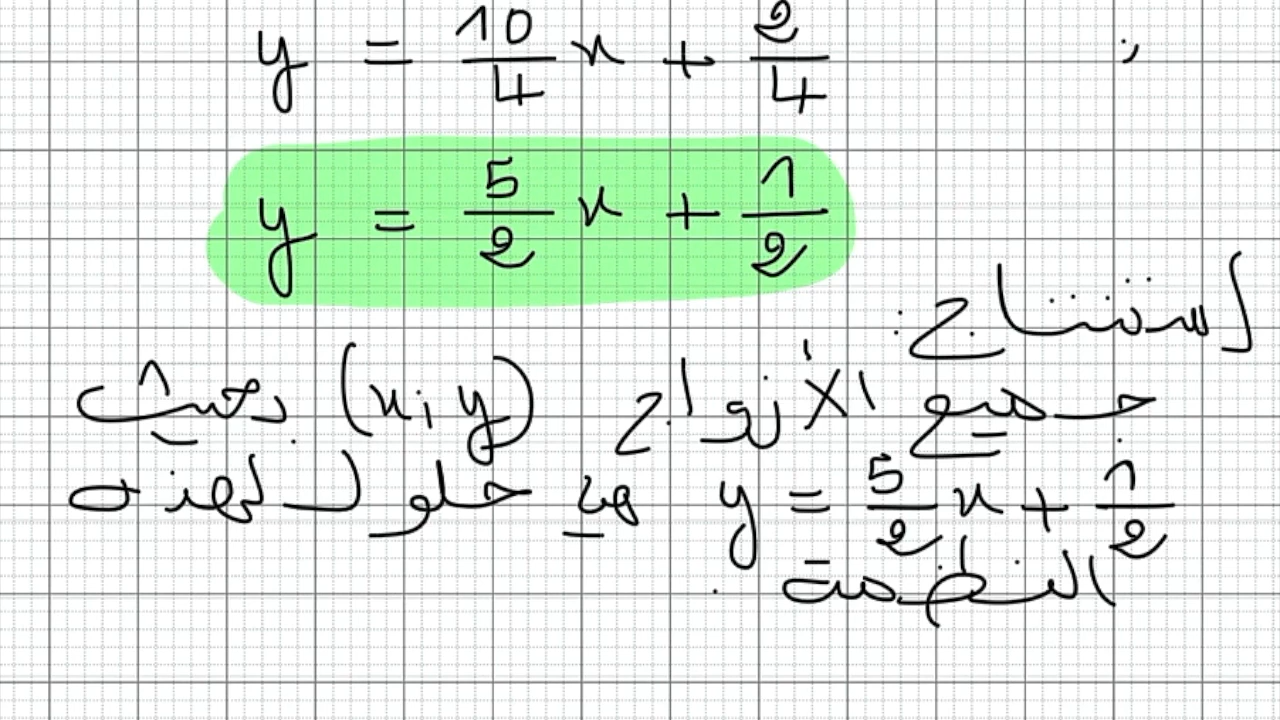 y = 10/4 x + 2/4 ;
y = 5/2 x + 1/2
إستنتاج:
جميع الأزواج (x; y) بحيث
y = 5/2 x + 1/2 هي حلول لهذه
النظمة.